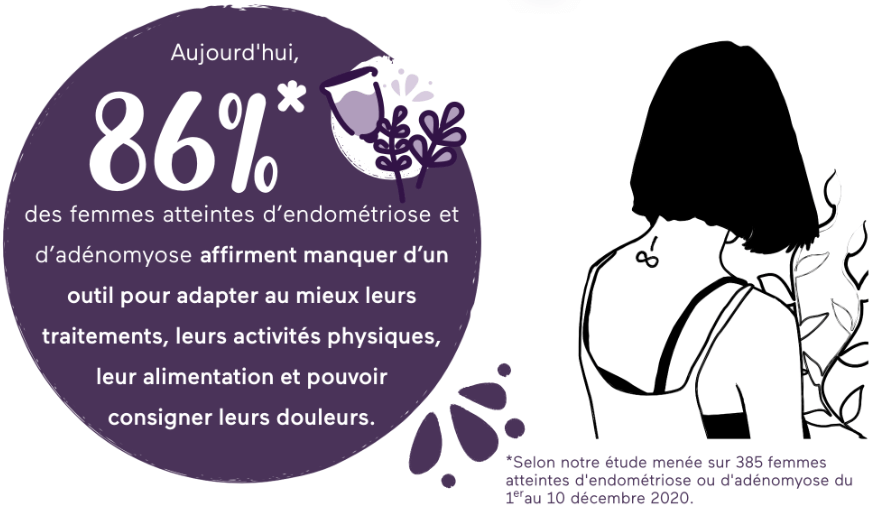 Aujourd'hui,
86%*
des femmes atteintes d’endométriose et
d’adénomyose affirment manquer d’un
outil pour adapter au mieux leurs
traitements, leurs activités physiques,
leur alimentation et pouvoir
consigner leurs douleurs.
*Selon notre étude menée sur 385 femmes
atteintes d'endométriose ou d'adénomyose du
1er au 10 décembre 2020.